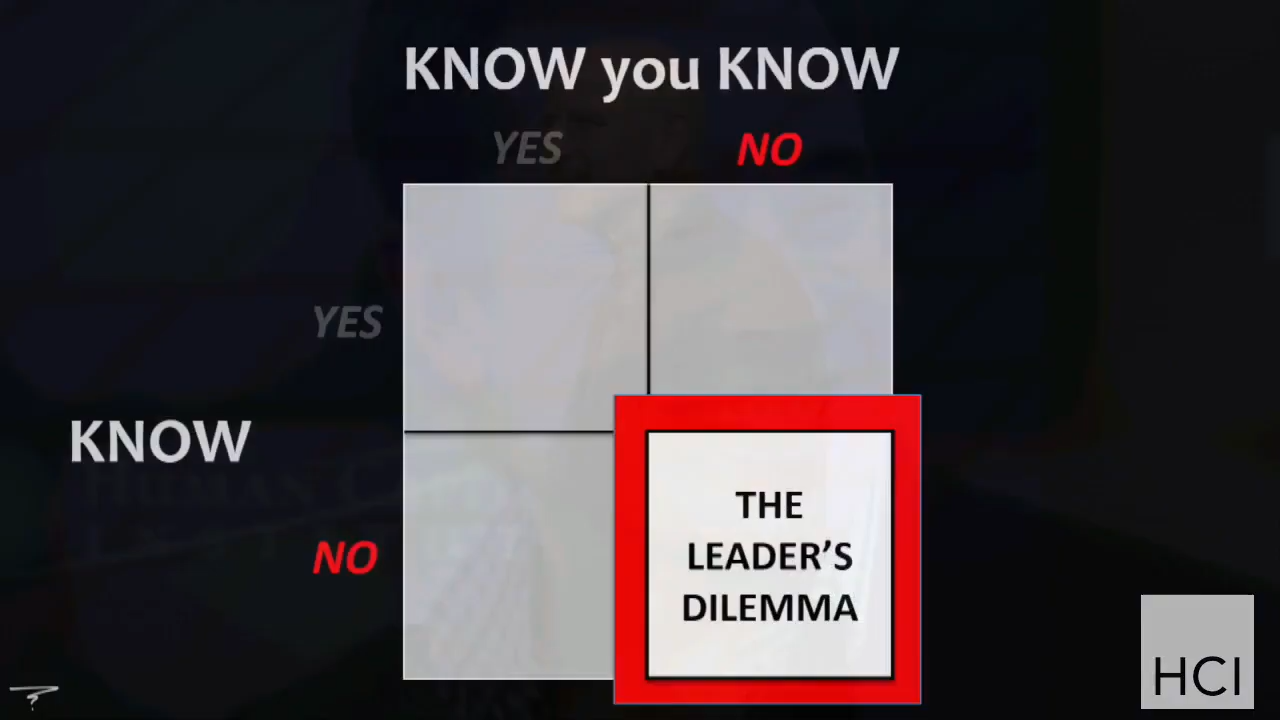 KNOW you KNOW
YES NO
YES
KNOW
NO
THE
LEADER'S
DILEMMA
HCI